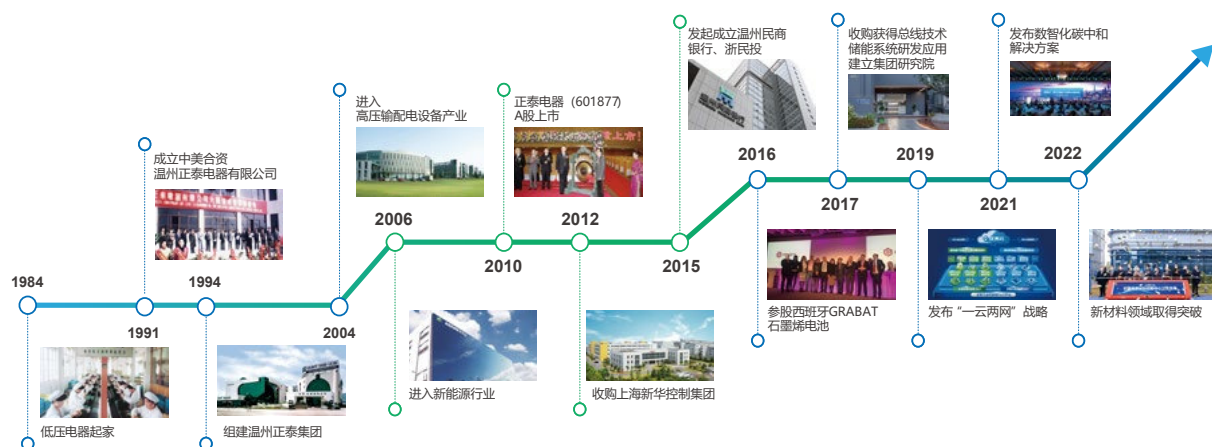 发起成立温州民商
银行、浙民投
收购获得总线技术
储能系统研发应用
建立集团研究院
发布数智化碳中和
解决方案
进入
高压输配电设备产业
正泰电器（601877）
A股上市
成立中美合资
温州正泰电器有限公司
2016
2019
2022
2006
2012
2017
2021
2010
2015
1984
1994
1991
2004
参股西班牙GRABAT
石墨烯电池
发布“一云两网”战略
新材料领域取得突破
进入新能源行业
收购上海新华控制集团
低压电器起家
组建温州正泰集团